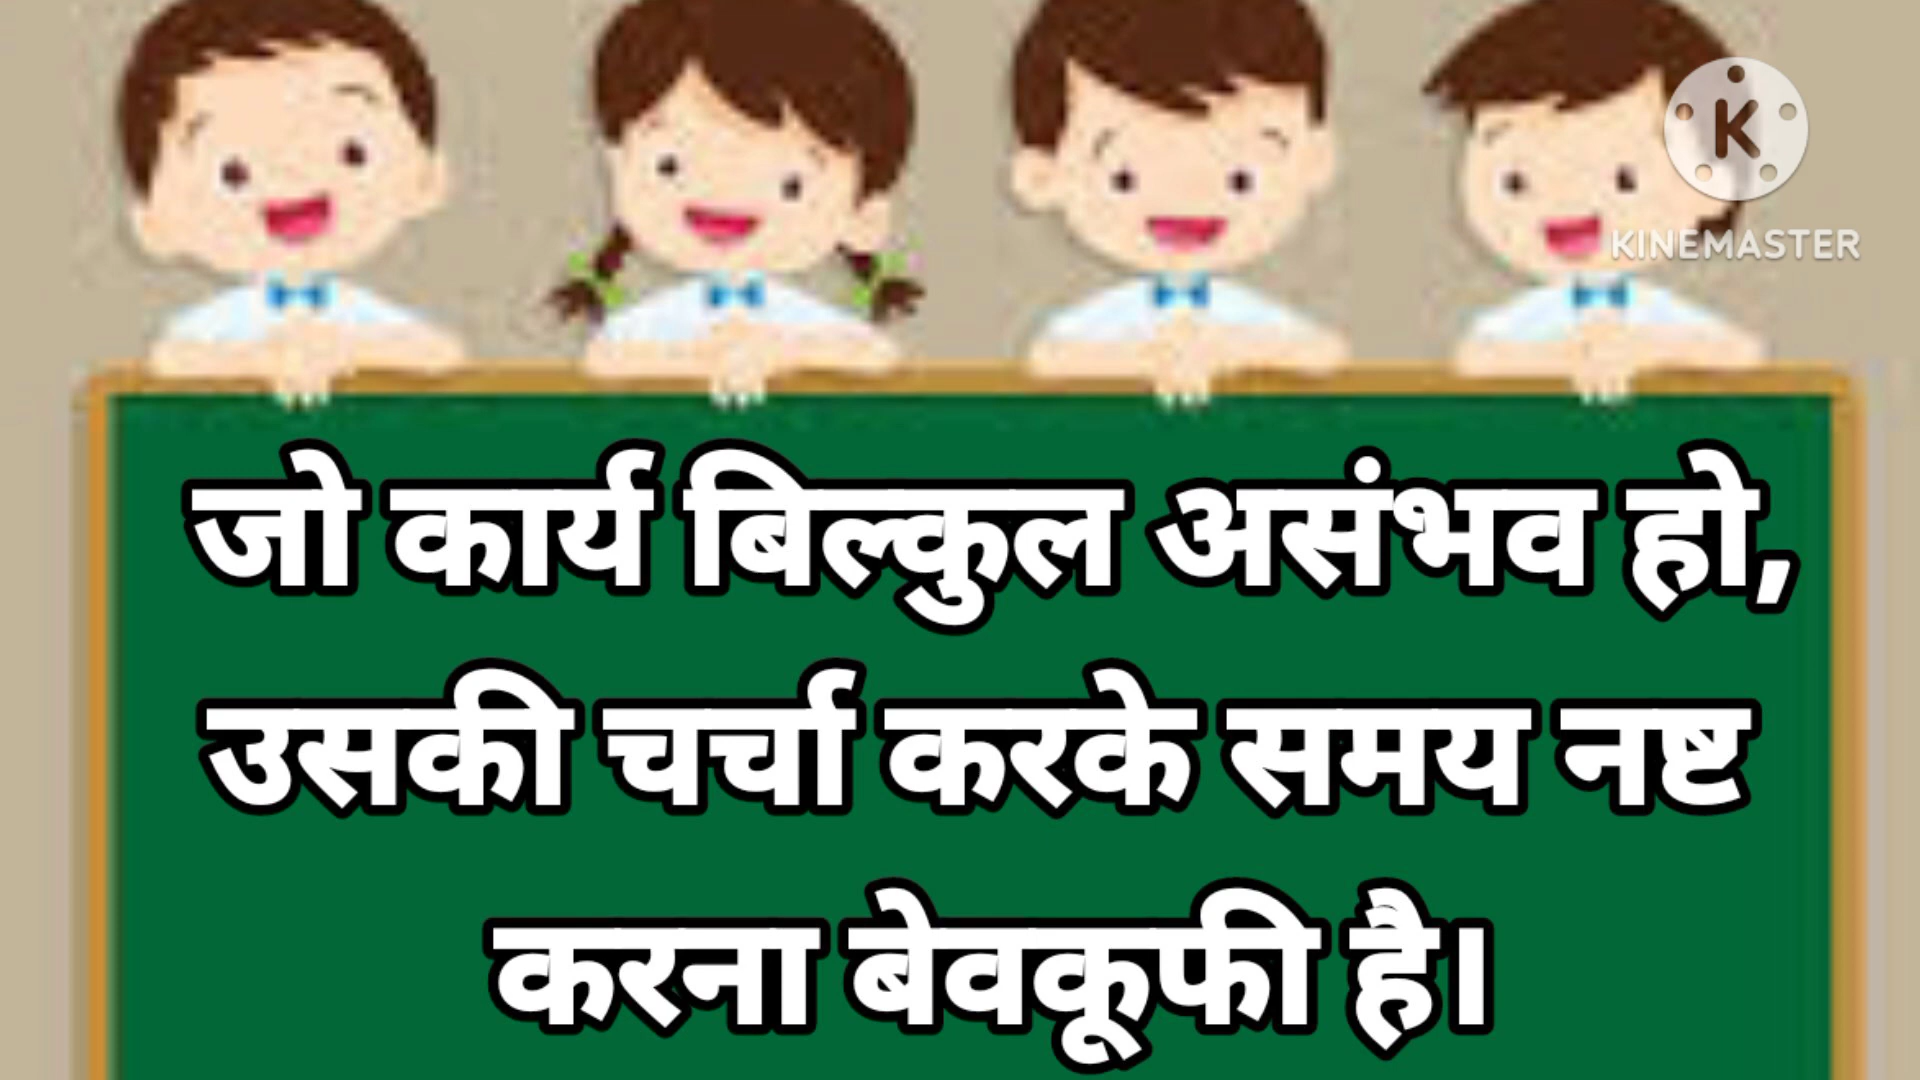 K
KINEMASTER
जो कार्य बिल्कुल असंभव हो,
उसकी चर्चा करके समय नष्ट
करना बेवकूफी है।